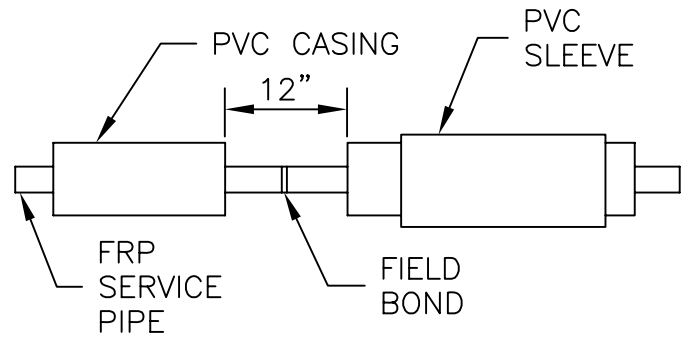 PVC CASING
PVC
SLEEVE
12"
FRP
SERVICE
PIPE
FIELD
BOND